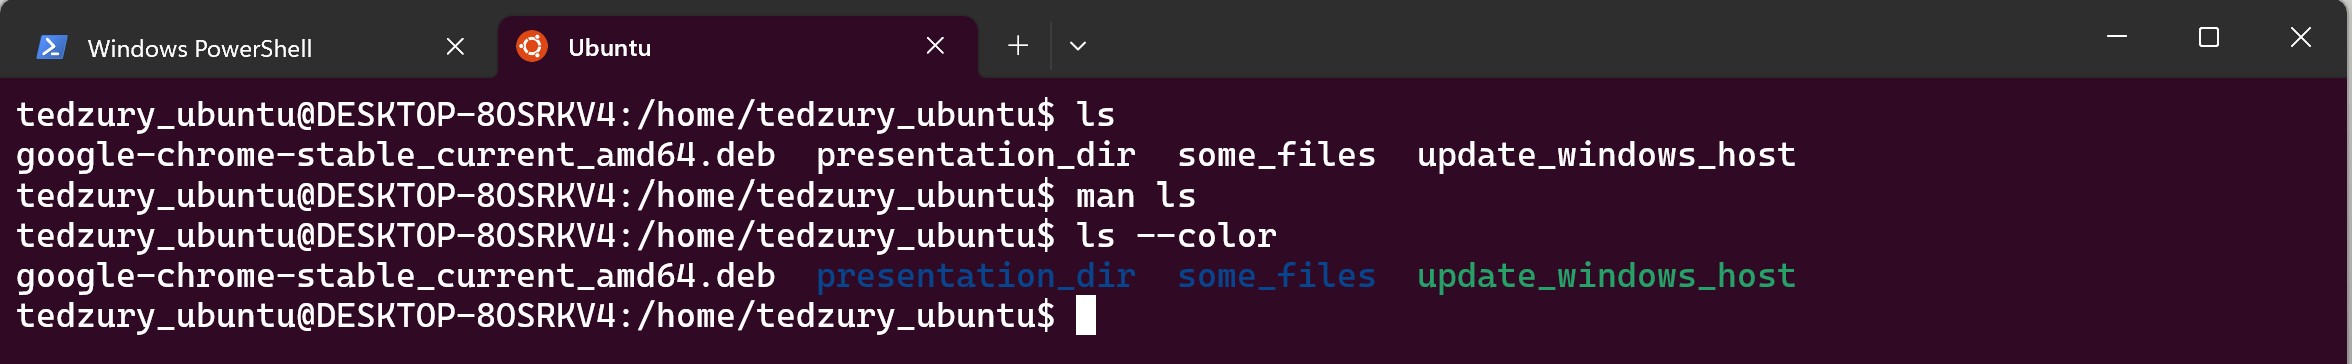 Windows PowerShell
Ubuntu
tedzury_ubuntu@DESKTOP-8OSRKV4:/home/tedzury_ubuntu$ ls
google-chrome-stable_current_amd64.deb  presentation_dir  some_files  update_windows_host
tedzury_ubuntu@DESKTOP-8OSRKV4:/home/tedzury_ubuntu$ man ls
tedzury_ubuntu@DESKTOP-8OSRKV4:/home/tedzury_ubuntu$ ls --color
google-chrome-stable_current_amd64.deb  presentation_dir  some_files  update_windows_host
tedzury_ubuntu@DESKTOP-8OSRKV4:/home/tedzury_ubuntu$